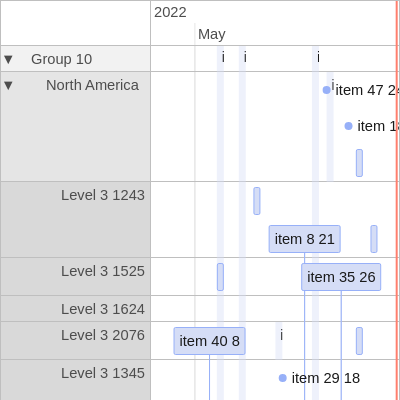 2022
May
▼ Group 10 i i i
▼ North America i item 47 2
item 1
Level 3 1243
item 8 21
Level 3 1525 item 35 26
Level 3 1624
Level 3 2076 item 40 8 i
Level 3 1345 item 29 18